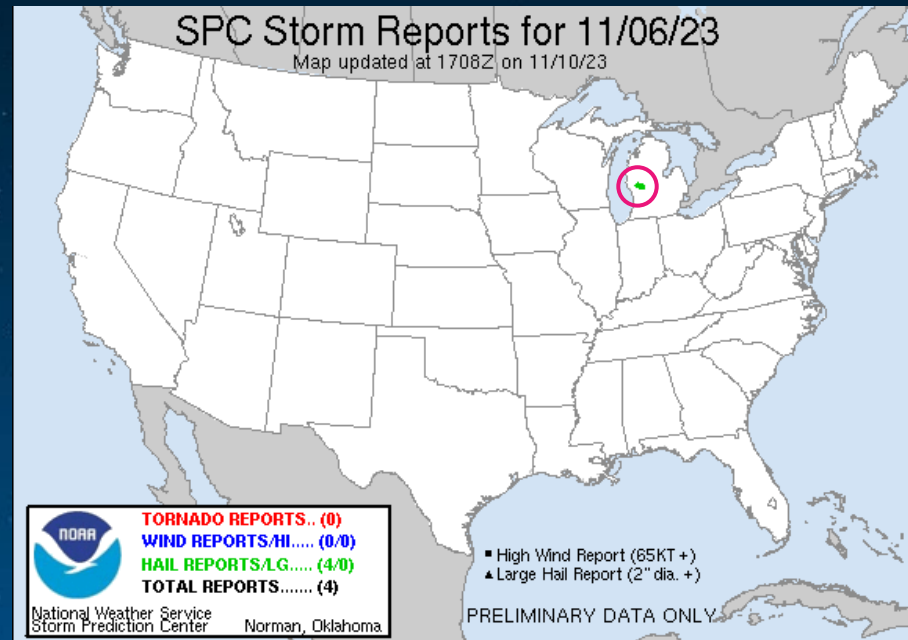 SPC Storm Reports for 11/06/23
Map updated at 1708Z on 11/10/23
NOAA
TORNADO REPORTS.. (0)
WIND REPORTS/HI..... (0/0)
HAIL REPORTS/LG..... (4/0)
TOTAL REPORTS....... (4)
National Weather Service
Storm Prediction Center Norman, Oklahoma
■ High Wind Report (65KT +)
▲ Large Hail Report (2" dia. +)
PRELIMINARY DATA ONLY